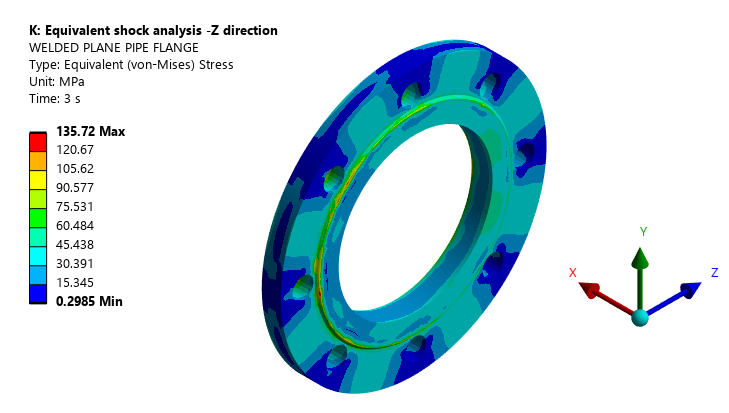 K: Equivalent shock analysis -Z direction
WELDED PLANE PIPE FLANGE
Type: Equivalent (von-Mises) Stress
Unit: MPa
Time: 3 s
135.72 Max
120.67
105.62
90.577
75.531
60.484
45.438
30.391
15.345
0.2985 Min
Y
X
Z